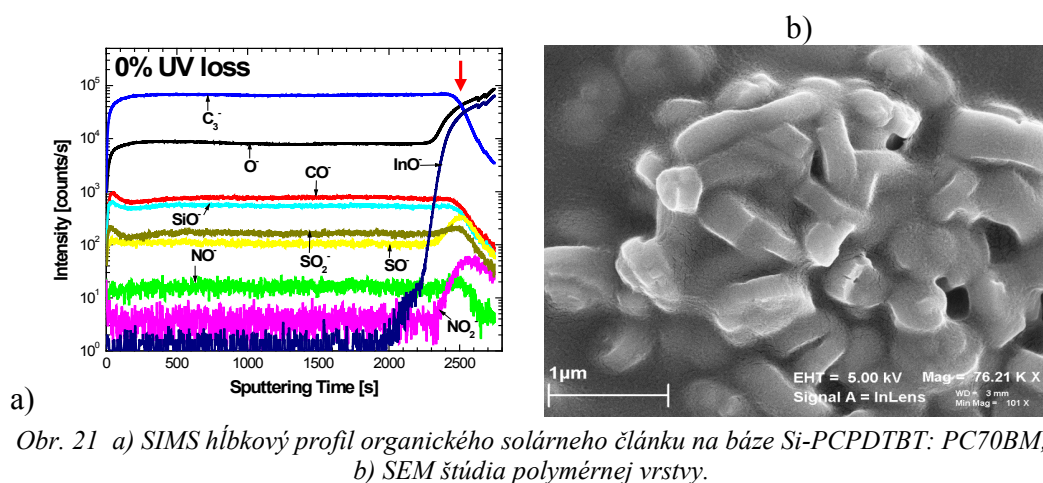 b)
0% UV loss
10⁵
10⁴
10³
10²
10¹
10⁰
Intensity [counts/s]
C₃⁻
O⁻
InO⁻
CO⁻
SiO⁻
NO⁻
SO₂⁻
SO⁻
NO₂⁻
0 500 1000 1500 2000 2500
Sputtering Time [s]
a)
1µm
EHT = 5.00 kV Mag = 76.21 K X
Signal A = InLens WD = 3 mm
Min Mag = 101 X
Obr. 21 a) SIMS hĺbkový profil organického solárneho článku na báze Si-PCPDTBT: PC70BM,
b) SEM štúdia polymérnej vrstvy.